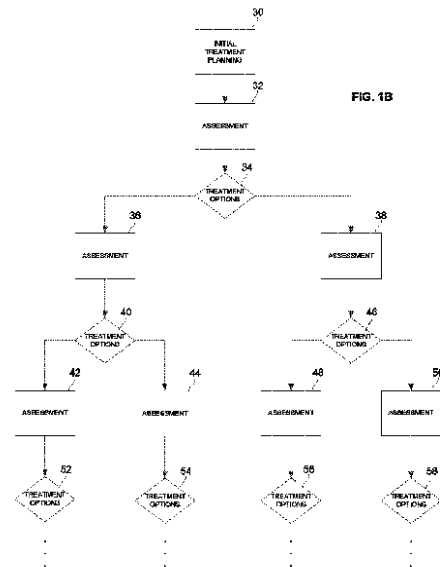 30
INITIAL
TREATMENT
PLANNING
32
FIG. 1B
ASSESSMENT
34
TREATMENT
OPTIONS
36
38
ASSESSMENT
ASSESSMENT
40
46
TREATMENT
OPTIONS
TREATMENT
OPTIONS
42
44
48
50
ASSESSMENT
ASSESSMENT
ASSESSMENT
ASSESSMENT
52
54
56
58
TREATMENT
OPTIONS
TREATMENT
OPTIONS
TREATMENT
OPTIONS
TREATMENT
OPTIONS